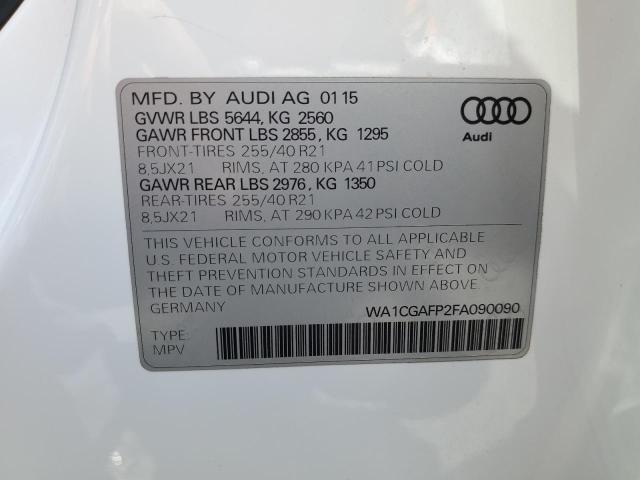 MFD. BY AUDI AG 01 15
GVWR LBS 5644, KG 2560
GAWR FRONT LBS 2855, KG 1295
FRONT-TIRES 255/40 R21
8,5JX21 RIMS, AT 280 KPA 41 PSI COLD
GAWR REAR LBS 2976, KG 1350
REAR-TIRES 255/40 R21
8,5JX21 RIMS, AT 290 KPA 42 PSI COLD
Audi
THIS VEHICLE CONFORMS TO ALL APPLICABLE
U.S. FEDERAL MOTOR VEHICLE SAFETY AND
THEFT PREVENTION STANDARDS IN EFFECT ON
THE DATE OF MANUFACTURE SHOWN ABOVE.
GERMANY WA1CGAFP2FA090090
TYPE:
MPV